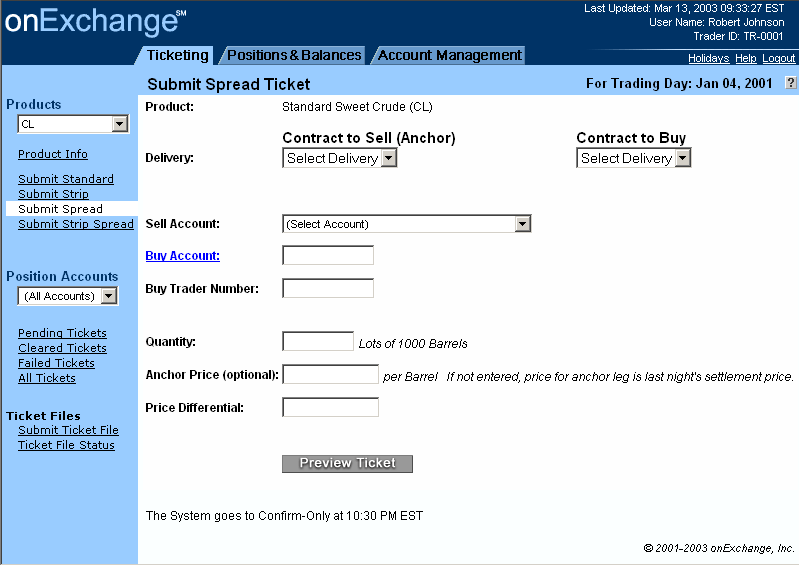 onExchange℠
Last Updated: Mar 13, 2003 09:33:27 EST
User Name: Robert Johnson
Trader ID: TR-0001
Holidays Help Logout
Ticketing Positions & Balances Account Management
Submit Spread Ticket
For Trading Day: Jan 04, 2001 ?
Products
CL
Product Info
Submit Standard
Submit Strip
Submit Spread
Submit Strip Spread
Position Accounts
(All Accounts)
Pending Tickets
Cleared Tickets
Failed Tickets
All Tickets
Ticket Files
Submit Ticket File
Ticket File Status
Product: Standard Sweet Crude (CL)
Contract to Sell (Anchor) Contract to Buy
Delivery: Select Delivery Select Delivery
Sell Account: (Select Account)
Buy Account:
Buy Trader Number:
Quantity: Lots of 1000 Barrels
Anchor Price (optional): per Barrel If not entered, price for anchor leg is last night's settlement price.
Price Differential:
Preview Ticket
The System goes to Confirm-Only at 10:30 PM EST
© 2001-2003 onExchange, Inc.